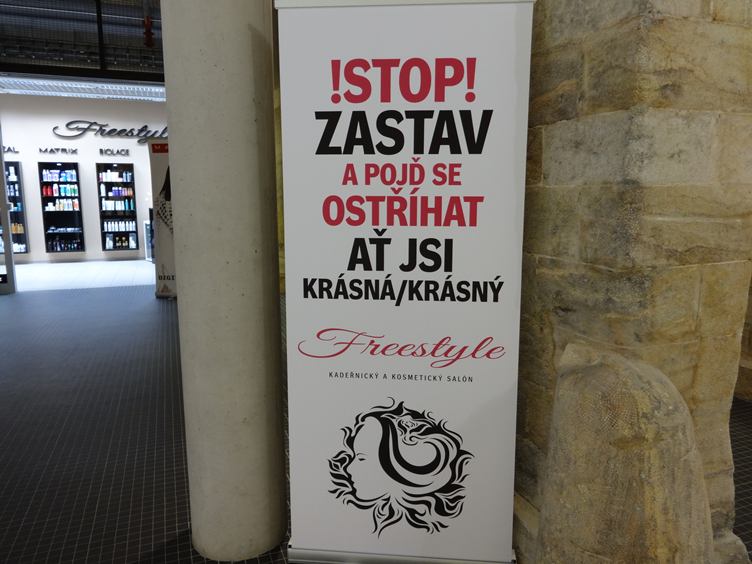 !STOP!
ZASTAV
A POJĎ SE
OSTŘÍHAT
AŤ JSI
KRÁSNÁ/KRÁSNÝ
Freestyle
KADEŘNICKÝ A KOSMETICKÝ SALÓN
Freestyle
MATRIX
BIOLAGE